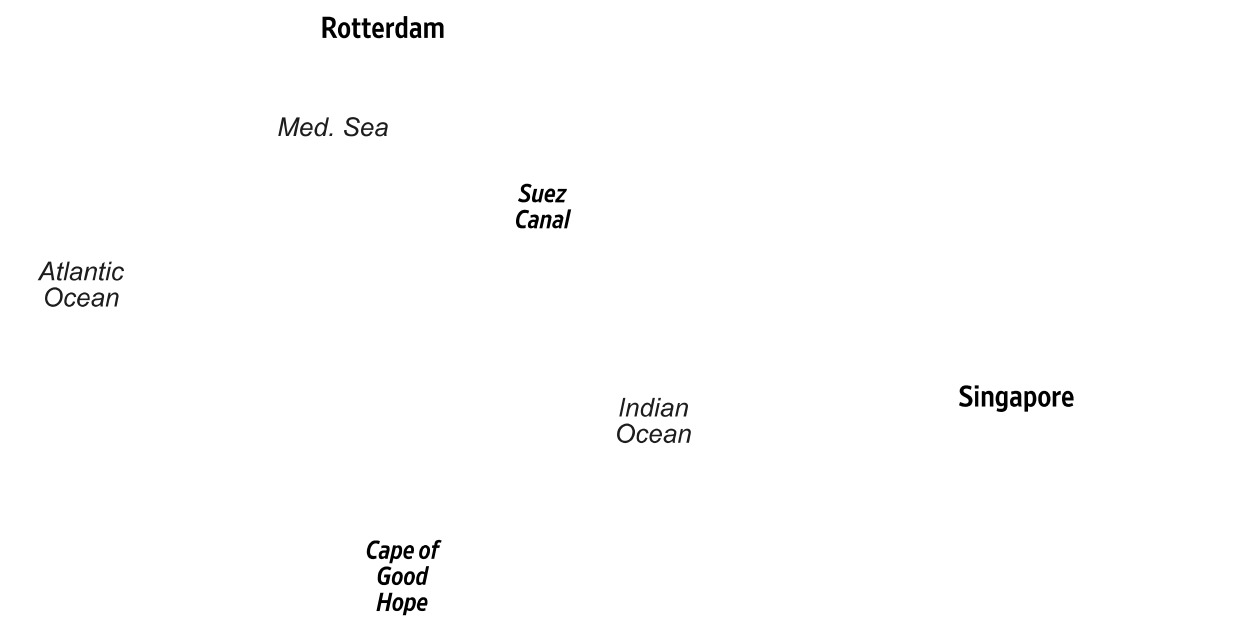 Rotterdam
Med. Sea
Suez
Canal
Atlantic
Ocean
Singapore
Indian
Ocean
Cape of
Good
Hope